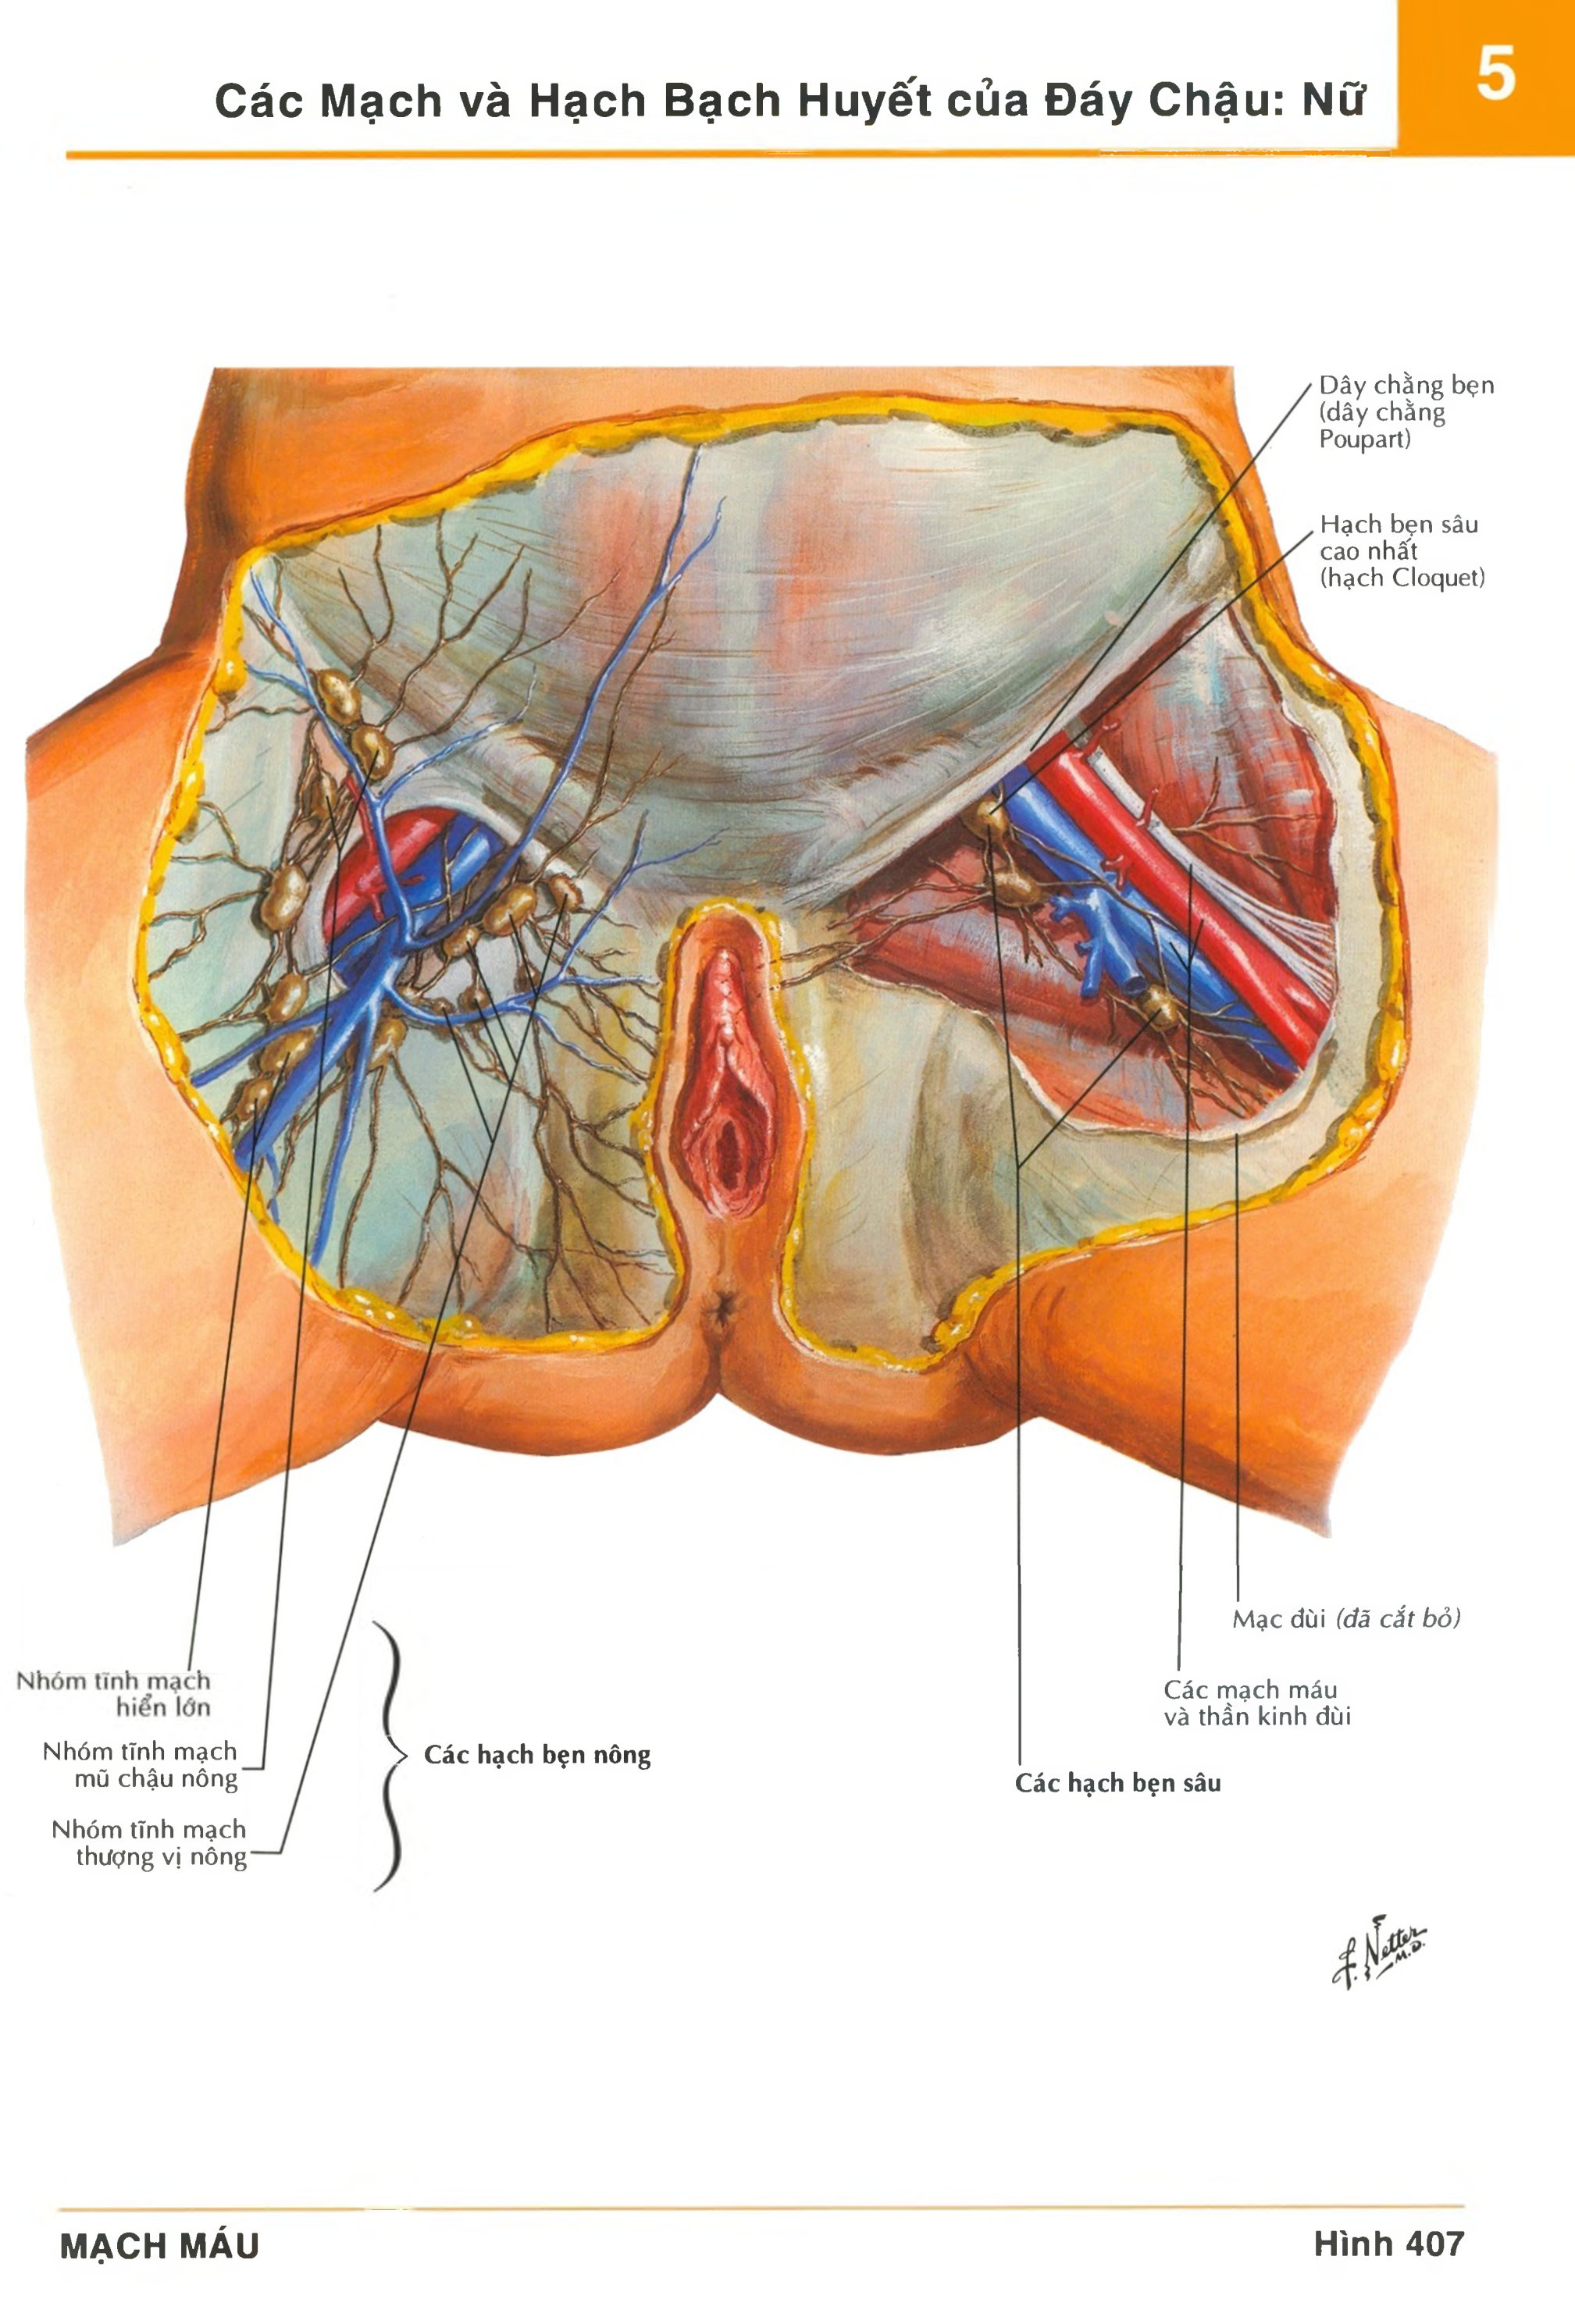 Các Mạch và Hạch Bạch Huyết của Đáy Chậu: Nữ
5
Dây chằng bẹn
(dây chằng
Poupart)
Hạch bẹn sâu
cao nhất
(hạch Cloquet)
Mạc đùi (đã cắt bỏ)
Nhóm tĩnh mạch
hiển lớn
Các mạch máu
và thần kinh đùi
Nhóm tĩnh mạch
mũ chậu nông
Các hạch bẹn nông
Các hạch bẹn sâu
Nhóm tĩnh mạch
thượng vị nông
F. Netter
M.D.
MẠCH MÁU
Hình 407